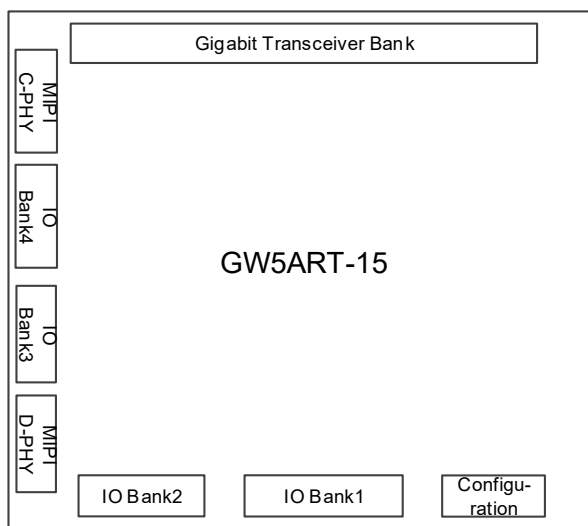 Gigabit Transceiver Bank
MIPI
C-PHY
IO
Bank4
GW5ART-15
IO
Bank3
MIPI
D-PHY
IO Bank2
IO Bank1
Configu-
ration